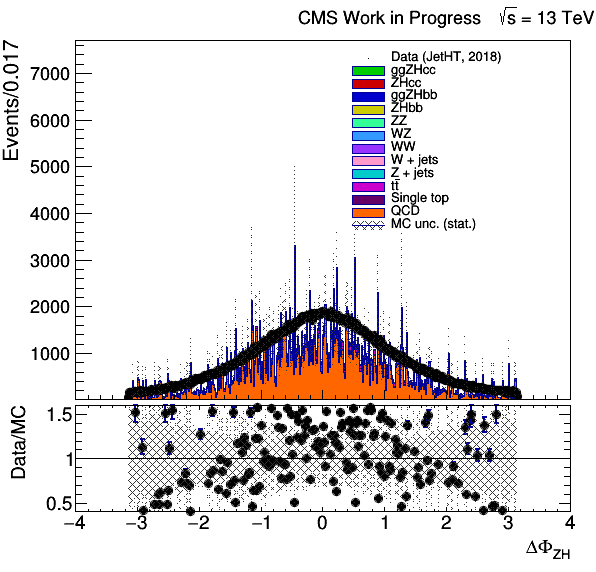 CMS Work in Progress √s = 13 TeV
Events/0.017
7000
6000
5000
4000
3000
2000
1000
Data (JetHT, 2018)
ggZHcc
ZHcc
ggZHbb
ZHbb
ZZ
WZ
WW
W + jets
Z + jets
tt̄
Single top
QCD
MC unc. (stat.)
Data/MC
1.5
1
0.5
−4 −3 −2 −1 0 1 2 3 4
ΔΦ_ZH